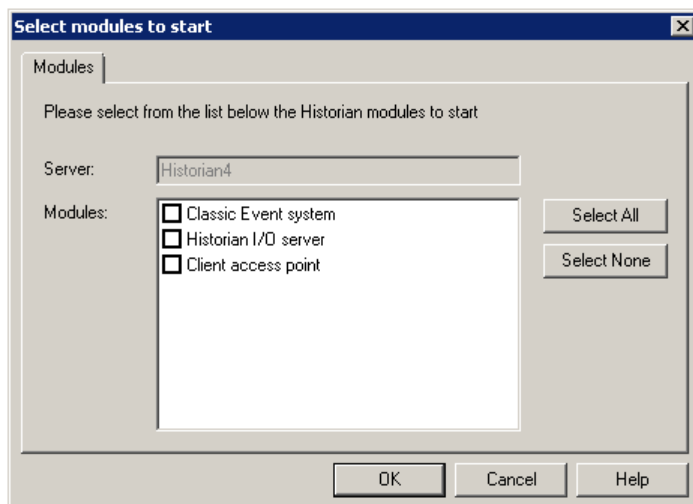 Select modules to start
Modules
Please select from the list below the Historian modules to start
Server: Historian4
Modules:
Classic Event system
Historian I/O server
Client access point
Select All
Select None
OK Cancel Help